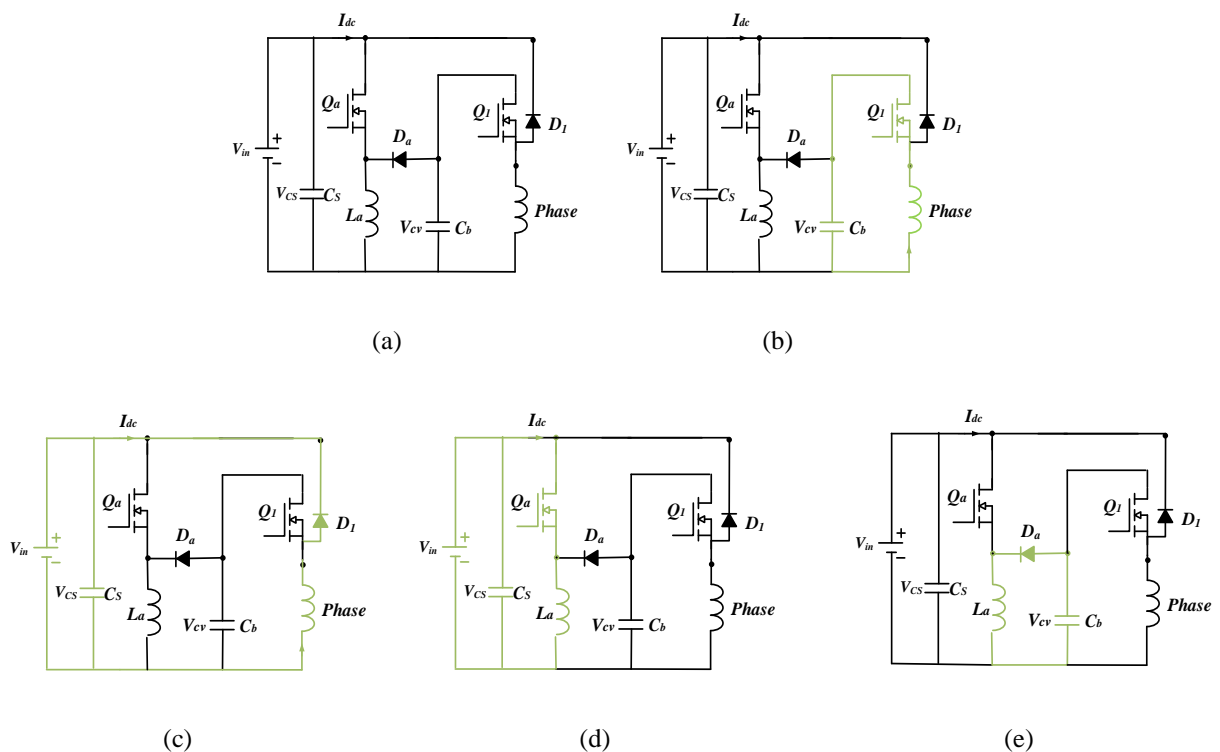 Idc
Qa
Q1
D1
Da
Vin
+
−
VCS
CS
La
Vcv
Cb
Phase
(a)
Idc
Qa
Q1
D1
Da
Vin
+
−
VCS
CS
La
Vcv
Cb
Phase
(b)
Idc
Qa
Q1
D1
Da
Vin
+
−
VCS
CS
La
Vcv
Cb
Phase
(c)
Idc
Qa
Q1
D1
Da
Vin
+
−
VCS
CS
La
Vcv
Cb
Phase
(d)
Idc
Qa
Q1
D1
Da
Vin
+
−
VCS
CS
La
Vcv
Cb
Phase
(e)